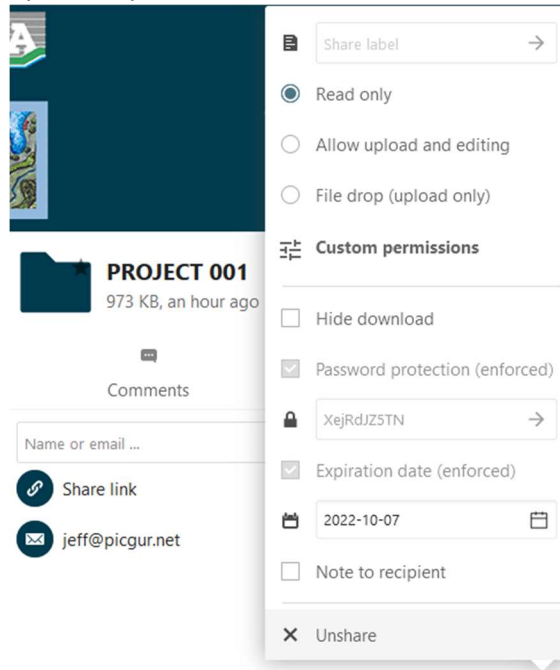 A
PROJECT 001
973 KB, an hour ago
Comments
Name or email ...
Share link
jeff@picgur.net
Share label
Read only
Allow upload and editing
File drop (upload only)
Custom permissions
Hide download
Password protection (enforced)
XejRdJZ5TN
Expiration date (enforced)
2022-10-07
Note to recipient
Unshare